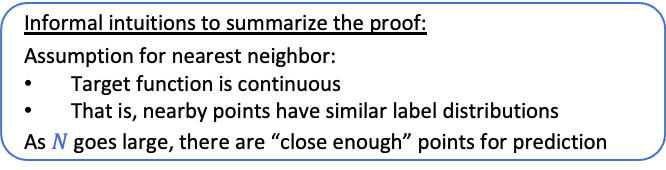 Informal intuitions to summarize the proof:
Assumption for nearest neighbor:
• Target function is continuous
• That is, nearby points have similar label distributions
As N goes large, there are “close enough” points for prediction